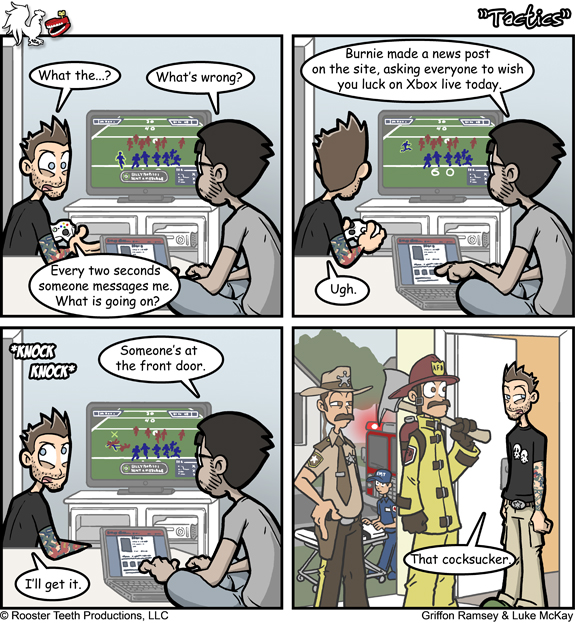 "Tactics"
What the...?
What's wrong?
Every two seconds
someone messages me.
What is going on?
Burnie made a news post
on the site, asking everyone to wish
you luck on Xbox live today.
Ugh.
*KNOCK
KNOCK*
Someone's at
the front door.
I'll get it.
AFD
EMT
That cocksucker.
© Rooster Teeth Productions, LLC
Griffon Ramsey & Luke McKay